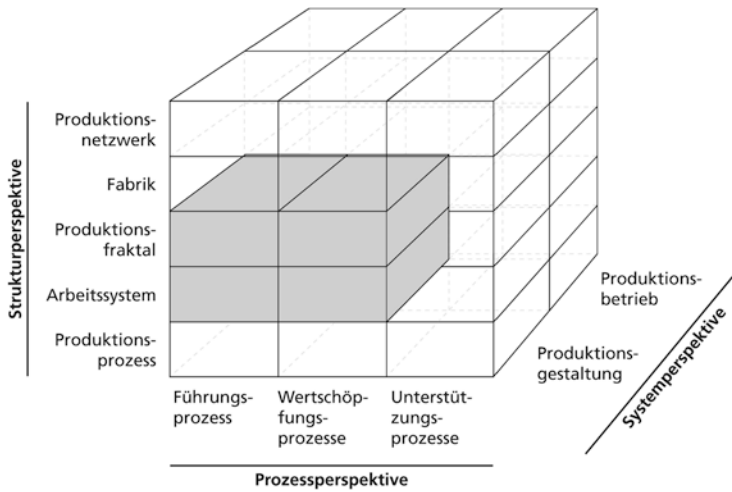 Strukturperspektive
Produktions-
netzwerk
Fabrik
Produktions-
fraktal
Arbeitssystem
Produktions-
prozess
Führungs-
prozess
Wertschöp-
fungs-
prozesse
Unterstüt-
zungs-
prozesse
Prozessperspektive
Produktions-
gestaltung
Produktions-
betrieb
Systemperspektive